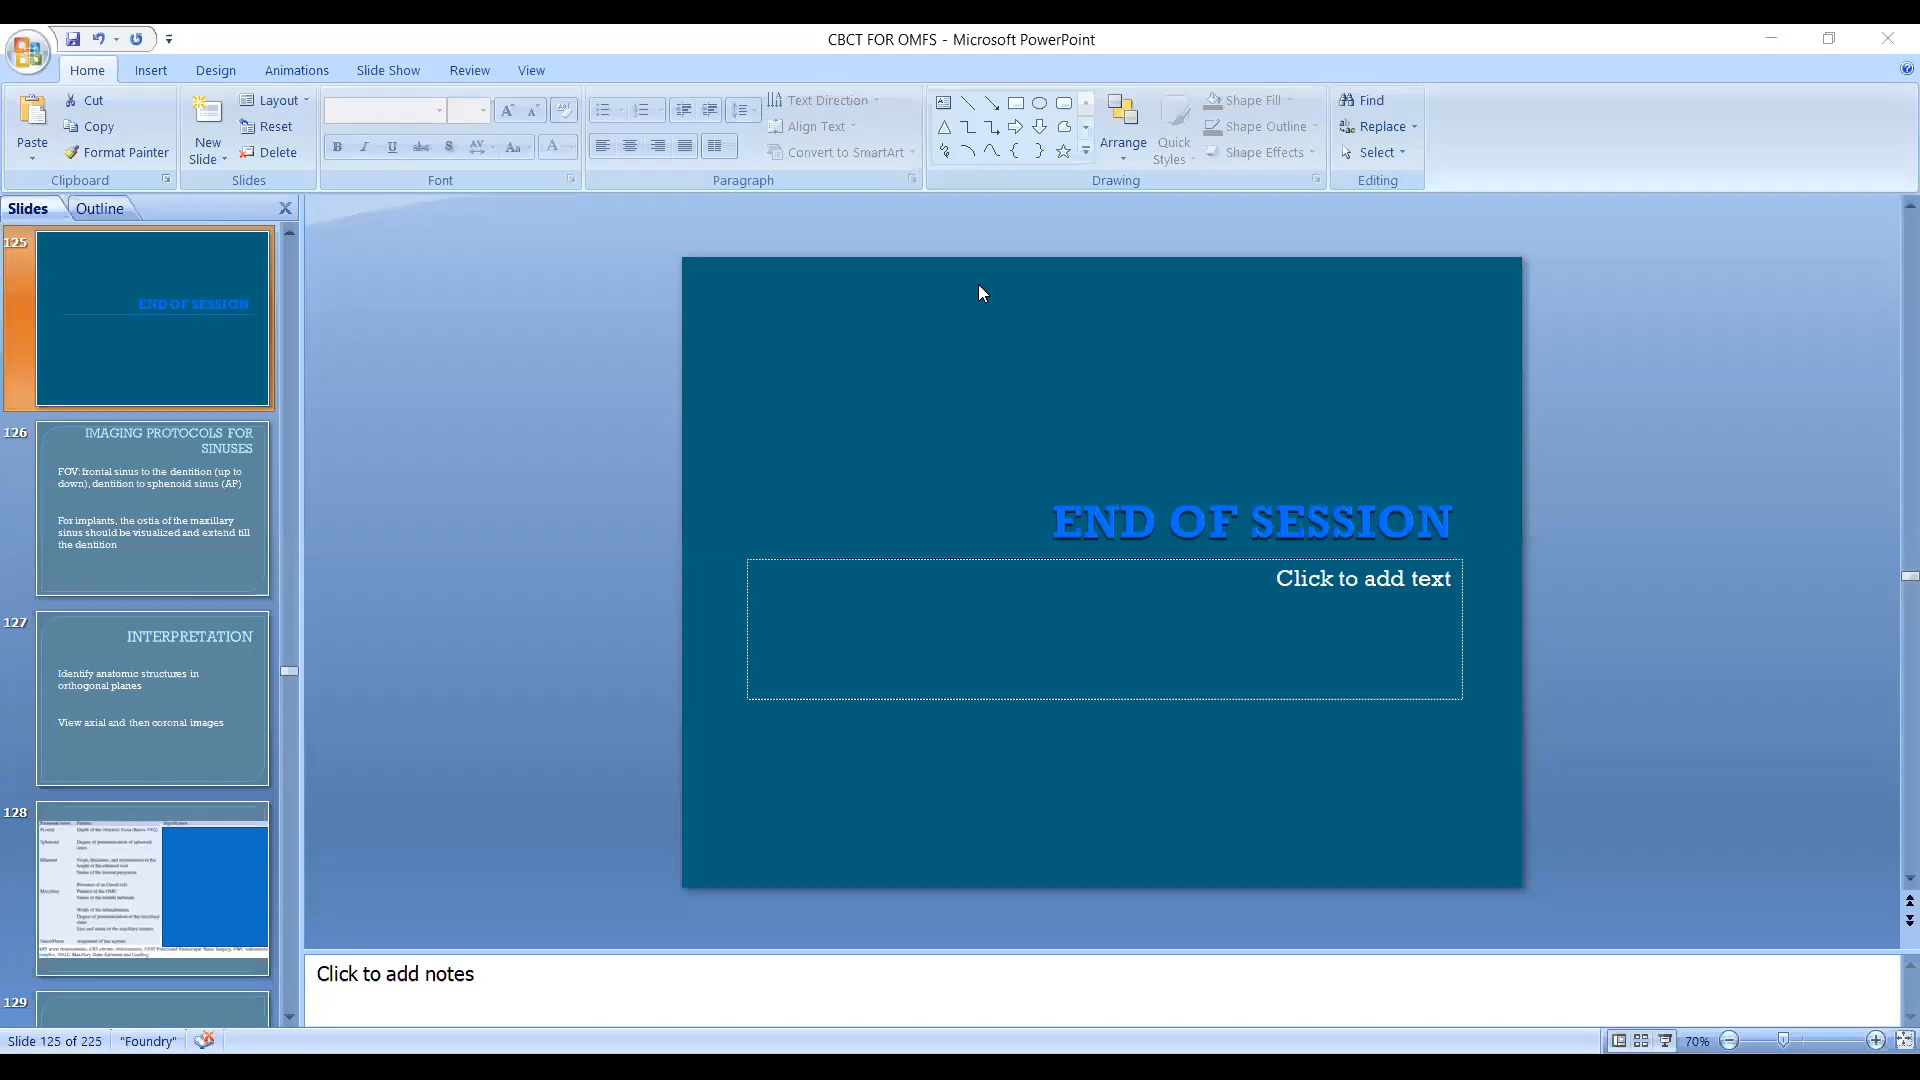 CBCT FOR OMFS - Microsoft PowerPoint
Home Insert Design Animations Slide Show Review View
Paste
Cut
Copy
Format Painter
Clipboard
New
Slide
Layout
Reset
Delete
Slides
Font
Text Direction
Align Text
Convert to SmartArt
Paragraph
Arrange
Quick
Styles
Shape Fill
Shape Outline
Shape Effects
Drawing
Find
Replace
Select
Editing
Slides Outline
125
END OF SESSION
126
IMAGING PROTOCOLS FOR
SINUSES
FOV: frontal sinus to the dentition (up to
down), dentition to sphenoid sinus (AP)
For implants, the ostia of the maxillary
sinus should be visualized and extend till
the dentition
127
INTERPRETATION
Identify anatomic structures in
orthogonal planes
View axial and then coronal images
128
129
END OF SESSION
Click to add text
Click to add notes
Slide 125 of 225 "Foundry" 70%